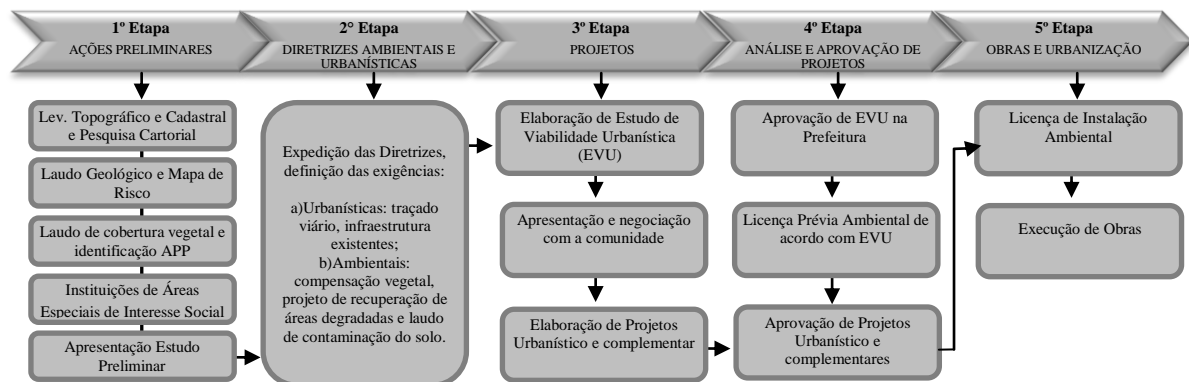 1º Etapa
AÇÕES PRELIMINARES
2° Etapa
DIRETRIZES AMBIENTAIS E
URBANÍSTICAS
3º Etapa
PROJETOS
4º Etapa
ANÁLISE E APROVAÇÃO DE
PROJETOS
5º Etapa
OBRAS E URBANIZAÇÃO
Lev. Topográfico e Cadastral
e Pesquisa Cartorial
Laudo Geológico e Mapa de
Risco
Laudo de cobertura vegetal e
identificação APP
Instituições de Áreas
Especiais de Interesse Social
Apresentação Estudo
Preliminar
Expedição das Diretrizes,
definição das exigências:
a)Urbanísticas: traçado
viário, infraestrutura
existentes;
b)Ambientais:
compensação vegetal,
projeto de recuperação de
áreas degradadas e laudo
de contaminação do solo.
Elaboração de Estudo de
Viabilidade Urbanística
(EVU)
Apresentação e negociação
com a comunidade
Elaboração de Projetos
Urbanístico e complementar
Aprovação de EVU na
Prefeitura
Licença Prévia Ambiental de
acordo com EVU
Aprovação de Projetos
Urbanístico e
complementares
Licença de Instalação
Ambiental
Execução de Obras